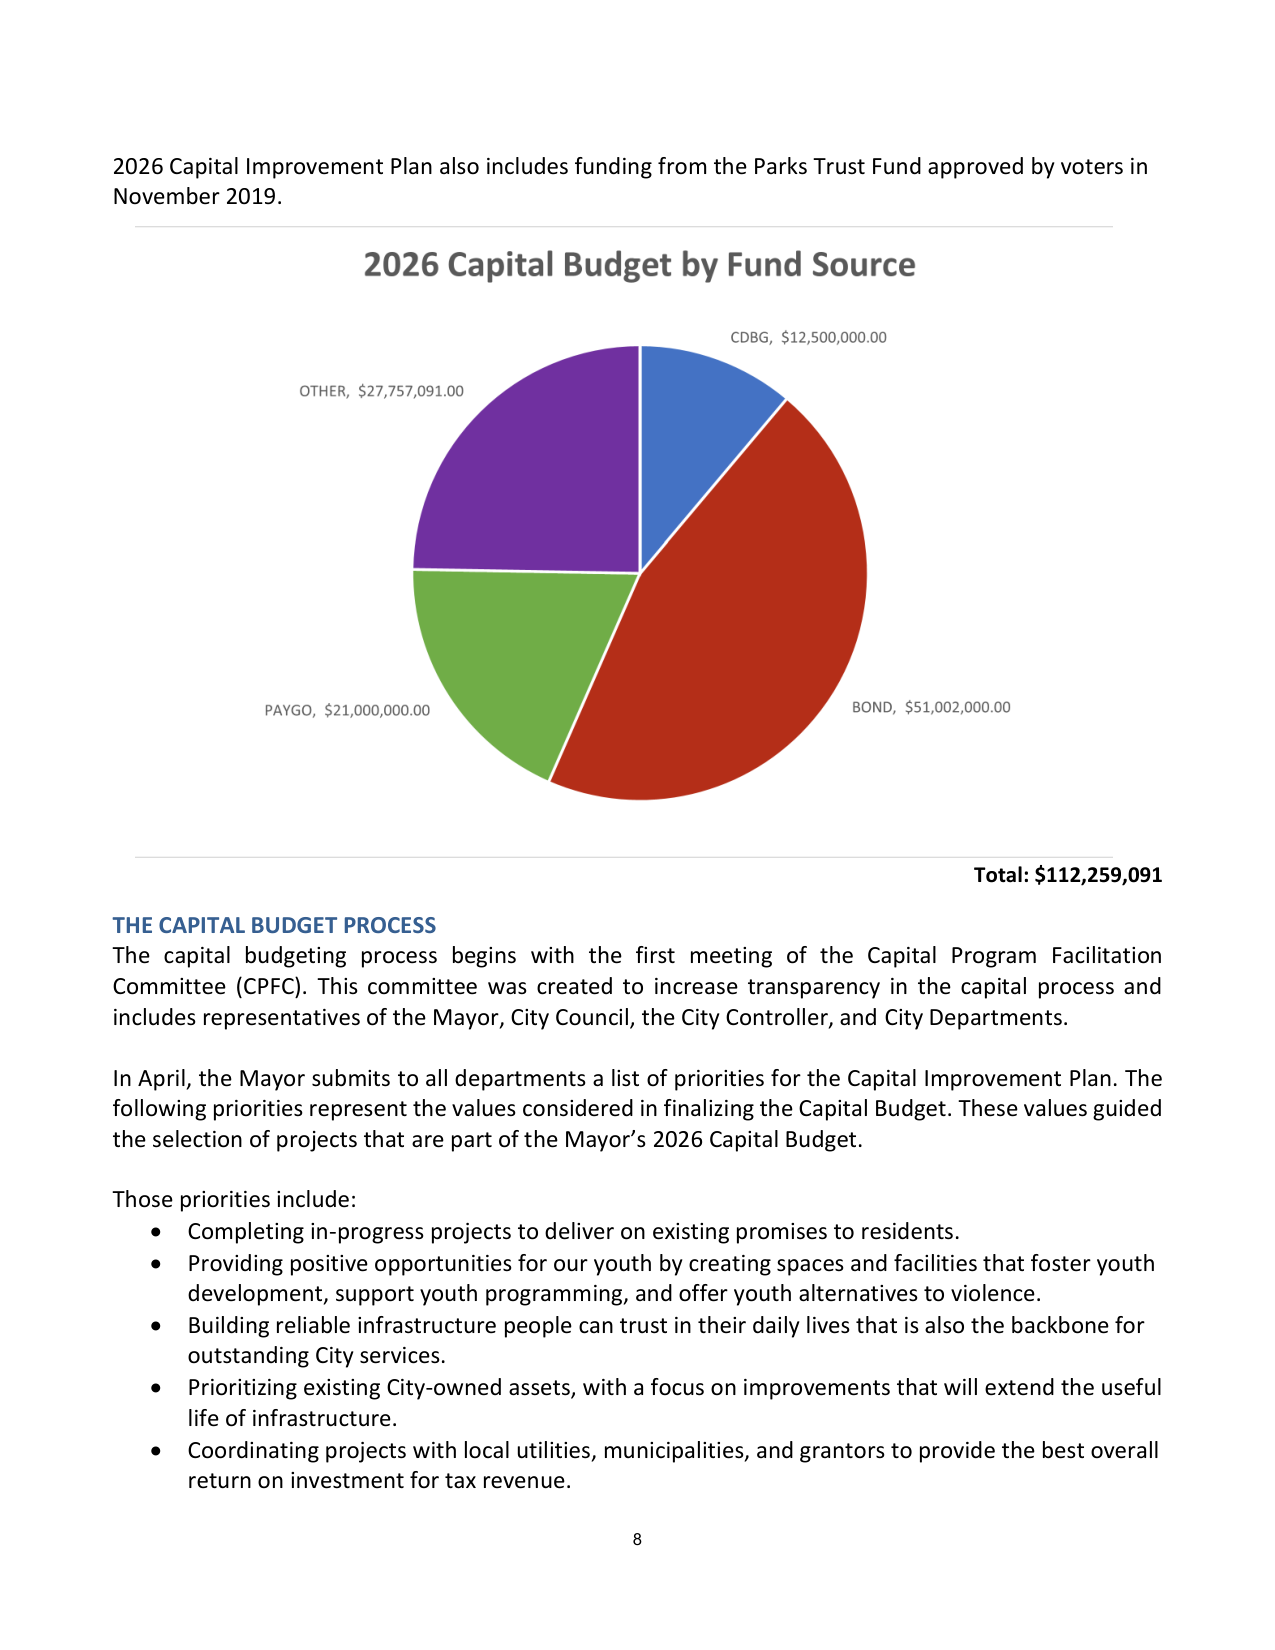 2026 Capital Improvement Plan also includes funding from the Parks Trust Fund approved by voters in
November 2019.
2026 Capital Budget by Fund Source
CDBG, $12,500,000.00
OTHER, $27,757,091.00
BOND, $51,002,000.00
PAYGO, $21,000,000.00
Total: $112,259,091
THE CAPITAL BUDGET PROCESS
The capital budgeting process begins with the first meeting of the Capital Program Facilitation
Committee (CPFC). This committee was created to increase transparency in the capital process and
includes representatives of the Mayor, City Council, the City Controller, and City Departments.
In April, the Mayor submits to all departments a list of priorities for the Capital Improvement Plan. The
following priorities represent the values considered in finalizing the Capital Budget. These values guided
the selection of projects that are part of the Mayor’s 2026 Capital Budget.
Those priorities include:
• Completing in-progress projects to deliver on existing promises to residents.
• Providing positive opportunities for our youth by creating spaces and facilities that foster youth
development, support youth programming, and offer youth alternatives to violence.
• Building reliable infrastructure people can trust in their daily lives that is also the backbone for
outstanding City services.
• Prioritizing existing City-owned assets, with a focus on improvements that will extend the useful
life of infrastructure.
• Coordinating projects with local utilities, municipalities, and grantors to provide the best overall
return on investment for tax revenue.
8